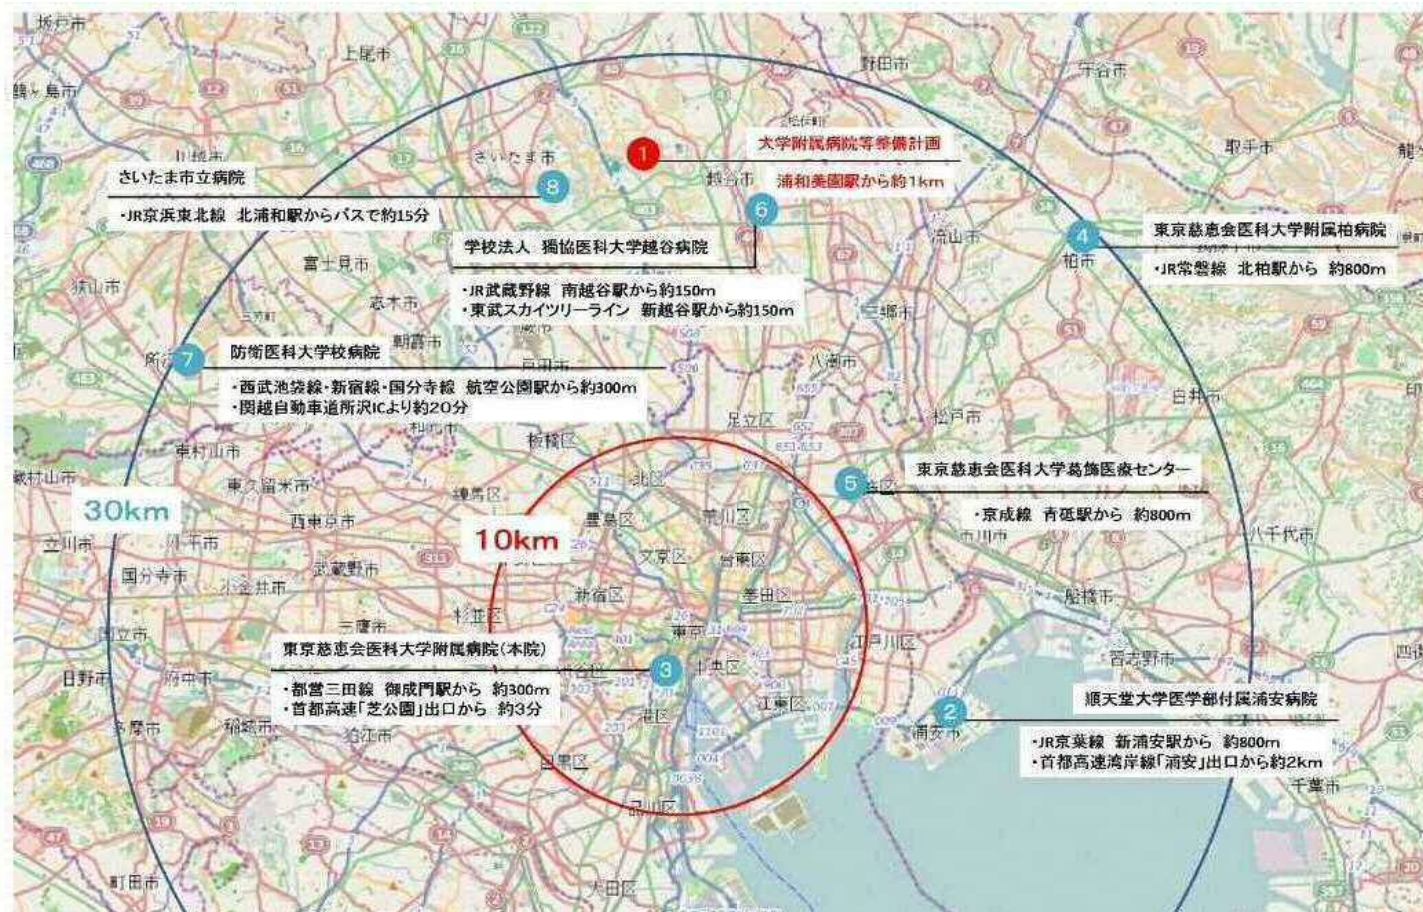 坂戸市
上尾市
野田市
守谷市
取手市
川越市
さいたま市
越谷市
1
大学附属病院等整備計画
浦和美園駅から約1km
さいたま市立病院
8
・JR京浜東北線 北浦和駅からバスで約15分
6
学校法人 獨協医科大学越谷病院
・JR武蔵野線 南越谷駅から約150m
・東武スカイツリーライン 新越谷駅から約150m
流山市
4
柏市
東京慈恵会医科大学附属柏病院
・JR常磐線 北柏駅から 約800m
富士見市
狭山市
志木市
朝霞市
戸田市
三郷市
八潮市
7
防衛医科大学校病院
・西武池袋線・新宿線・国分寺線 航空公園駅から約300m
・関越自動車道所沢ICより約20分
白井市
松戸市
足立区
板橋区
東村山市
東久留米市
西東京市
練馬区
北区
5
東京慈恵会医科大学葛飾医療センター
・京成線 青砥駅から 約800m
30km
10km
豊島区
荒川区
文京区
台東区
市川市
八千代市
立川市
国分寺市
小金井市
武蔵野市
新宿区
墨田区
船橋市
国立市
三鷹市
杉並区
東京
江戸川区
習志野市
東京慈恵会医科大学附属病院(本院)
3
・都営三田線 御成門駅から 約300m
・首都高速「芝公園」出口から 約3分
中央区
江東区
港区
日野市
府中市
多摩市
稲城市
狛江市
目黒区
品川区
大田区
町田市
2
浦安市
順天堂大学医学部付属浦安病院
・JR京葉線 新浦安駅から 約800m
・首都高速湾岸線「浦安」出口から約2km
千葉市